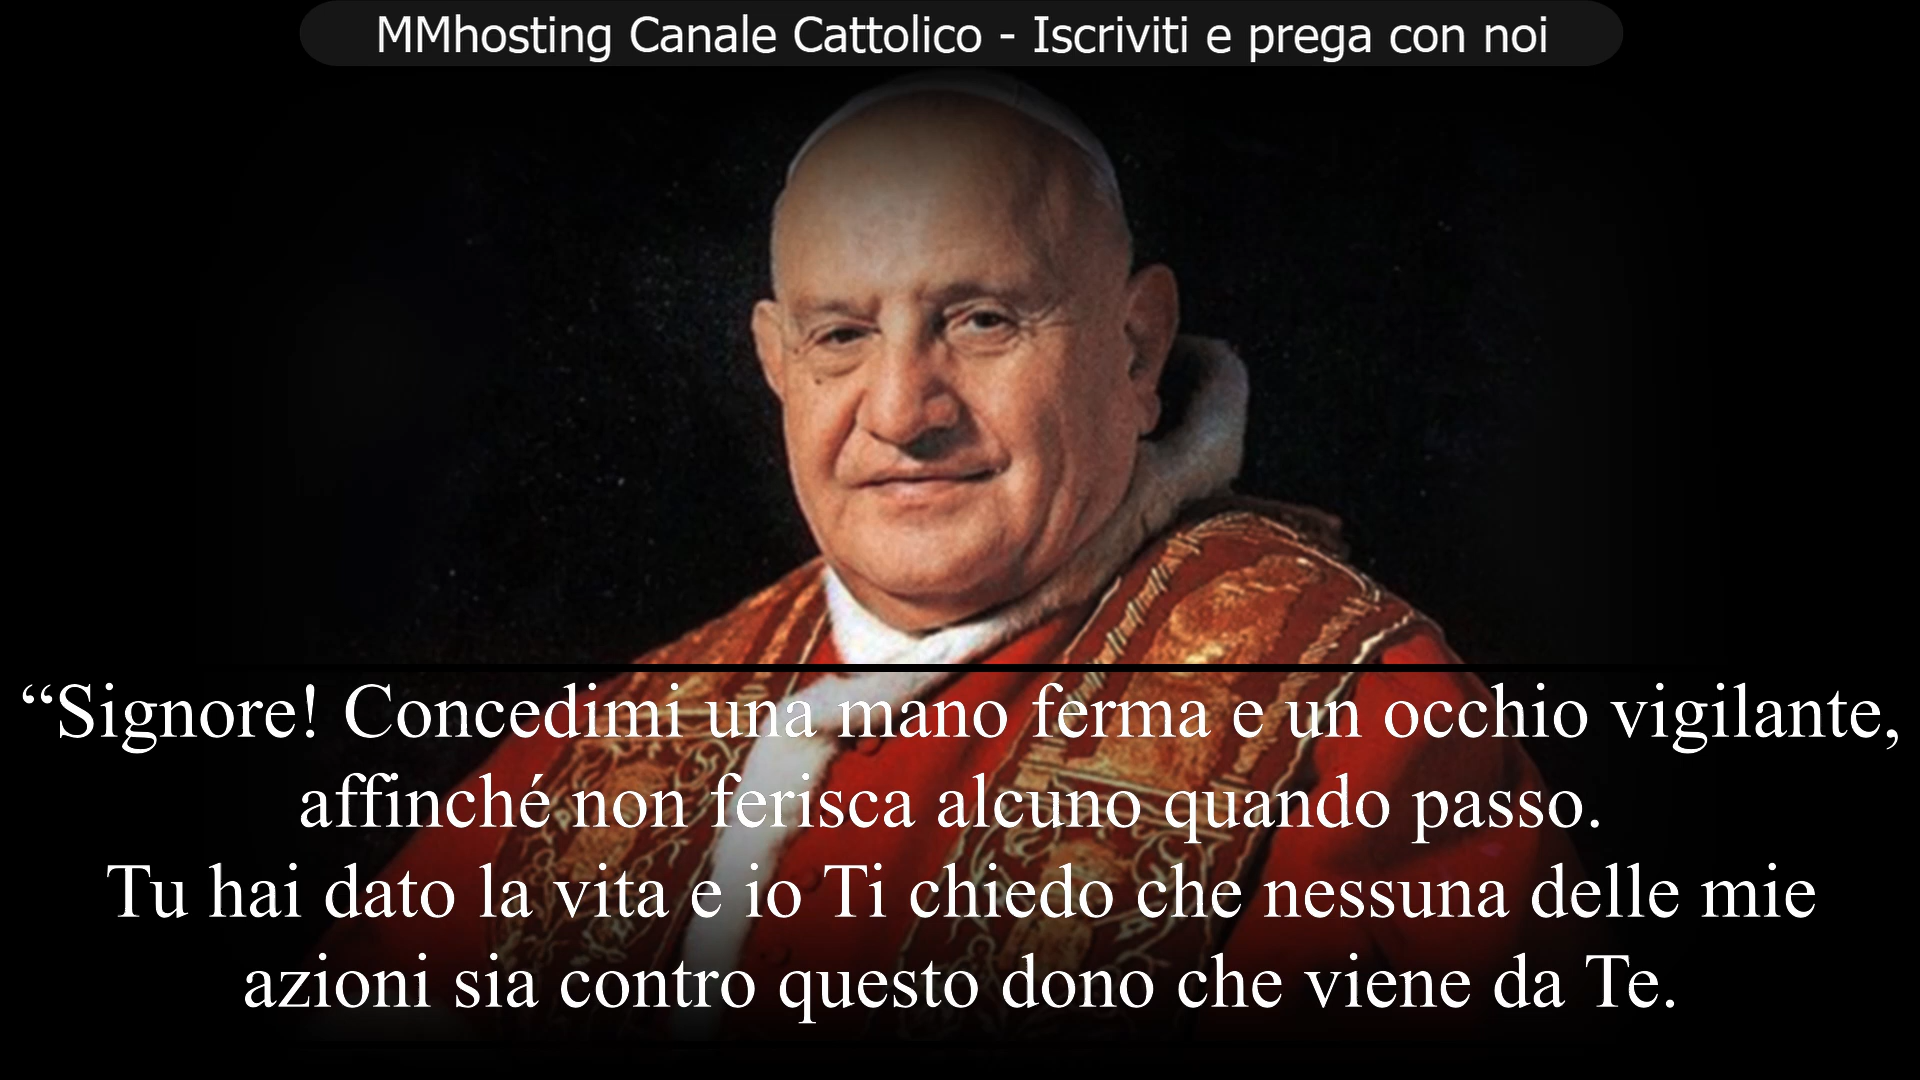 MMhosting Canale Cattolico - Iscriviti e prega con noi
“Signore! Concedimi una mano ferma e un occhio vigilante,
affinché non ferisca alcuno quando passo.
Tu hai dato la vita e io Ti chiedo che nessuna delle mie
azioni sia contro questo dono che viene da Te.